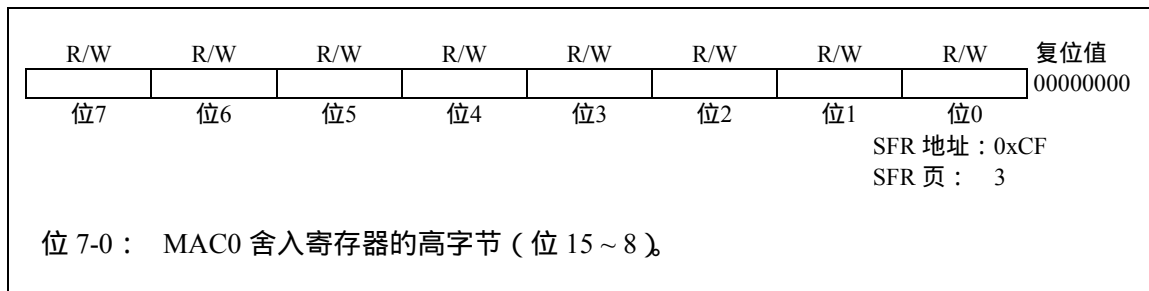 R/W R/W R/W R/W R/W R/W R/W R/W 复位值
00000000
位7 位6 位5 位4 位3 位2 位1 位0
SFR 地址：0xCF
SFR 页： 3
位 7-0： MAC0 舍入寄存器的高字节（位 15 ~ 8）。